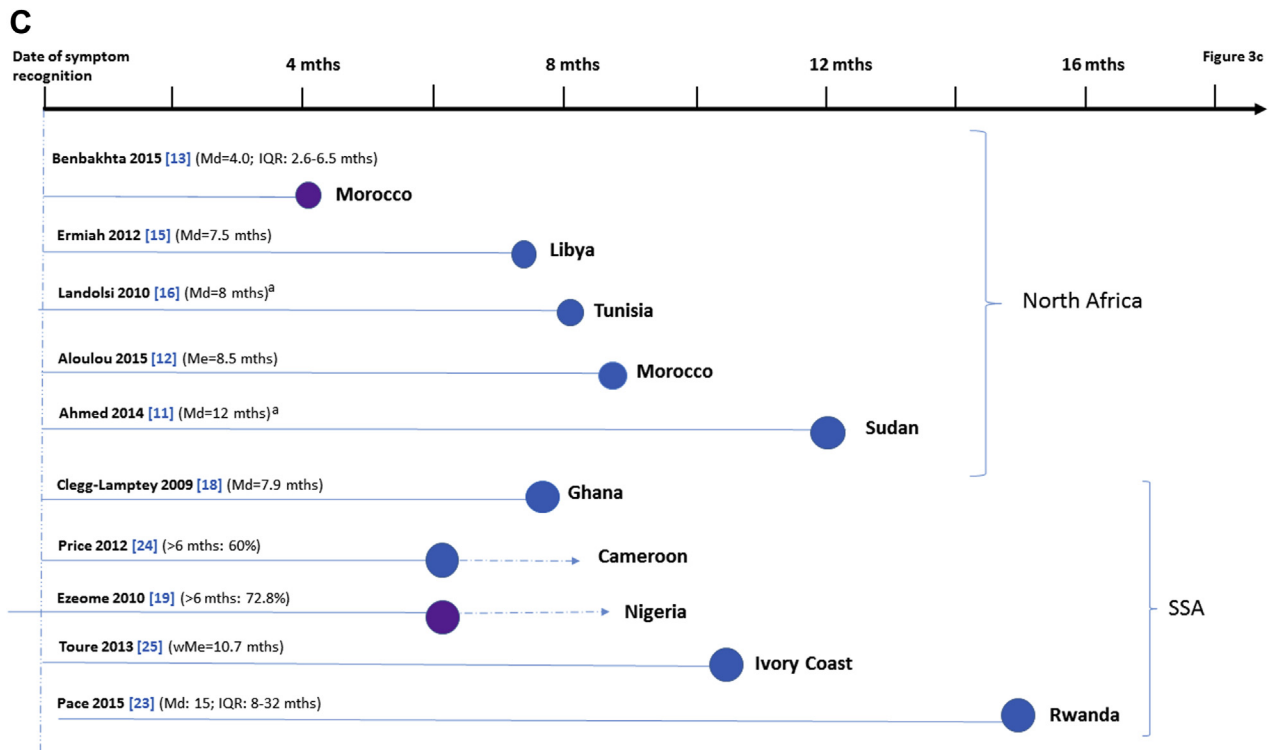 C
Date of symptom
recognition
4 mths
8 mths
12 mths
16 mths
Figure 3c
Benbakhta 2015 [13] (Md=4.0; IQR: 2.6-6.5 mths)
Morocco
Ermiah 2012 [15] (Md=7.5 mths)
Libya
Landolsi 2010 [16] (Md=8 mths)a
Tunisia
North Africa
Aloulou 2015 [12] (Me=8.5 mths)
Morocco
Ahmed 2014 [11] (Md=12 mths)a
Sudan
Clegg-Lamptey 2009 [18] (Md=7.9 mths)
Ghana
Price 2012 [24] (>6 mths: 60%)
Cameroon
Ezeome 2010 [19] (>6 mths: 72.8%)
Nigeria
SSA
Toure 2013 [25] (wMe=10.7 mths)
Ivory Coast
Pace 2015 [23] (Md: 15; IQR: 8-32 mths)
Rwanda